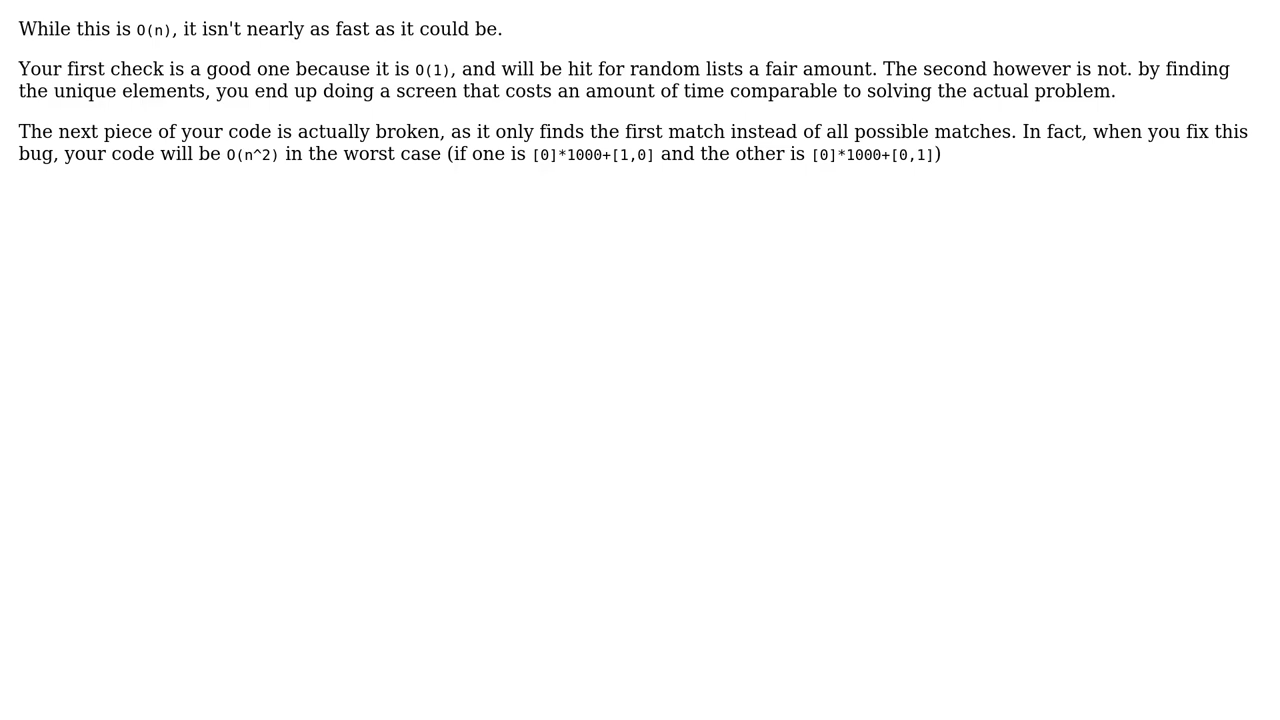 While this is O(n), it isn't nearly as fast as it could be.
Your first check is a good one because it is O(1), and will be hit for random lists a fair amount. The second however is not. by finding
the unique elements, you end up doing a screen that costs an amount of time comparable to solving the actual problem.
The next piece of your code is actually broken, as it only finds the first match instead of all possible matches. In fact, when you fix this
bug, your code will be O(n^2) in the worst case (if one is [0]*1000+[1,0] and the other is [0]*1000+[0,1])